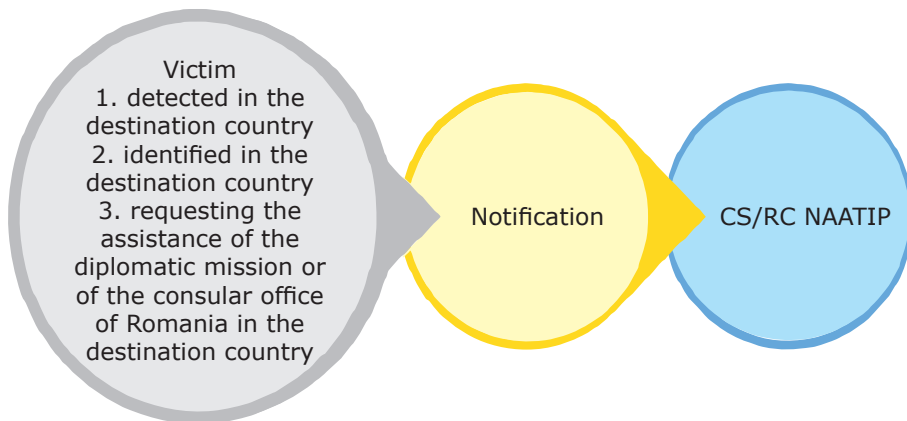 Victim
1. detected in the
destination country
2. identified in the
destination country
3. requesting the
assistance of the
diplomatic mission or
of the consular office
of Romania in the
destination country
Notification
CS/RC NAATIP